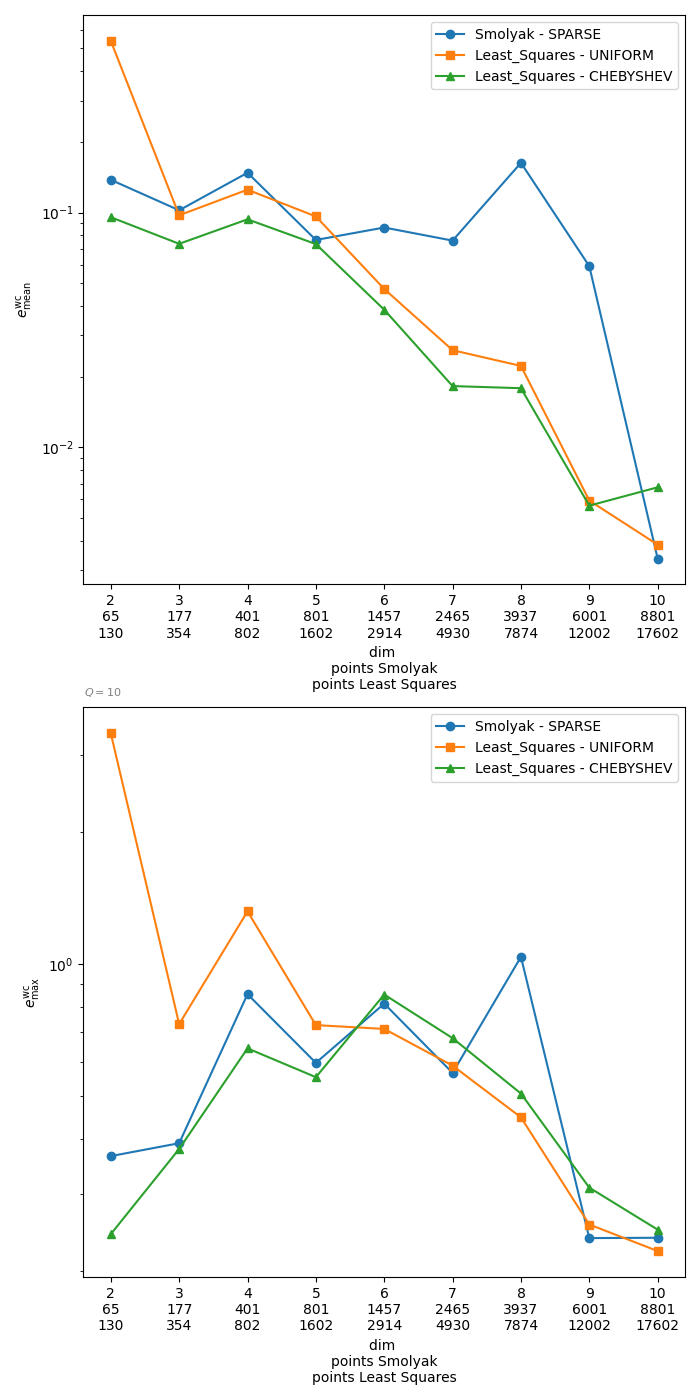 Smolyak - SPARSE
Least_Squares - UNIFORM
Least_Squares - CHEBYSHEV
10⁻¹
10⁻²
e^wc_mean
2 3 4 5 6 7 8 9 10
65 177 401 801 1457 2465 3937 6001 8801
130 354 802 1602 2914 4930 7874 12002 17602
dim
points Smolyak
points Least Squares
Q = 10
Smolyak - SPARSE
Least_Squares - UNIFORM
Least_Squares - CHEBYSHEV
10⁰
e^wc_max
2 3 4 5 6 7 8 9 10
65 177 401 801 1457 2465 3937 6001 8801
130 354 802 1602 2914 4930 7874 12002 17602
dim
points Smolyak
points Least Squares